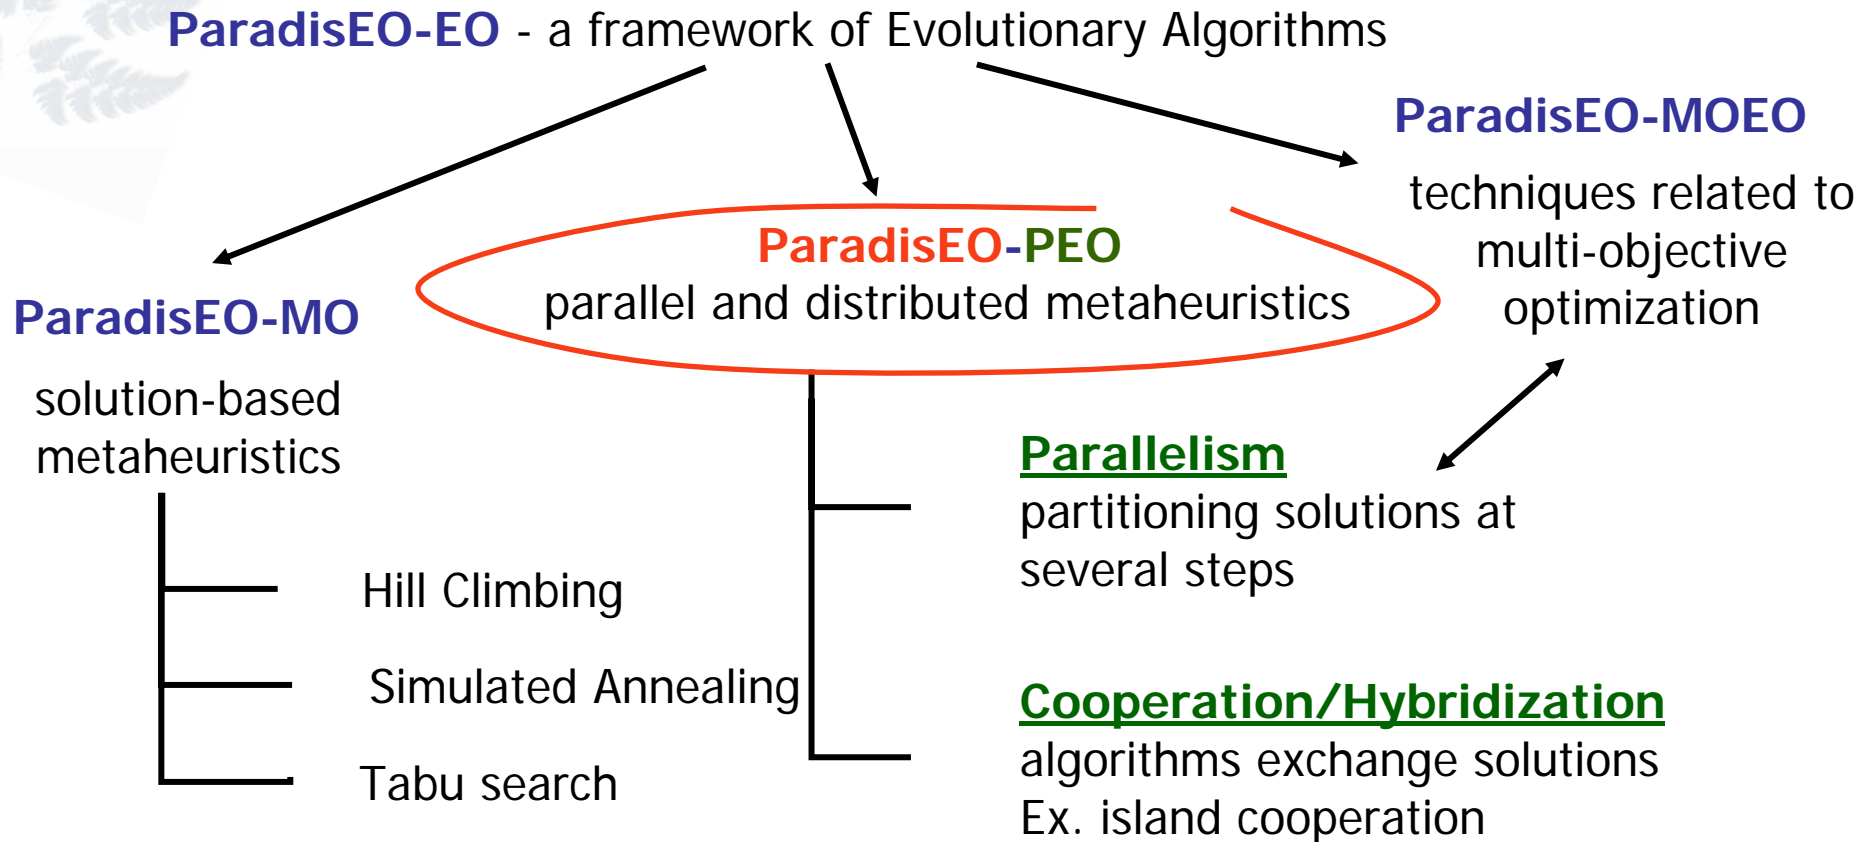 ParadisEO-EO - a framework of Evolutionary Algorithms
ParadisEO-MOEO
techniques related to
multi-objective
optimization
ParadisEO-PEO
parallel and distributed metaheuristics
ParadisEO-MO
solution-based
metaheuristics
Hill Climbing
Simulated Annealing
Tabu search
Parallelism
partitioning solutions at
several steps
Cooperation/Hybridization
algorithms exchange solutions
Ex. island cooperation